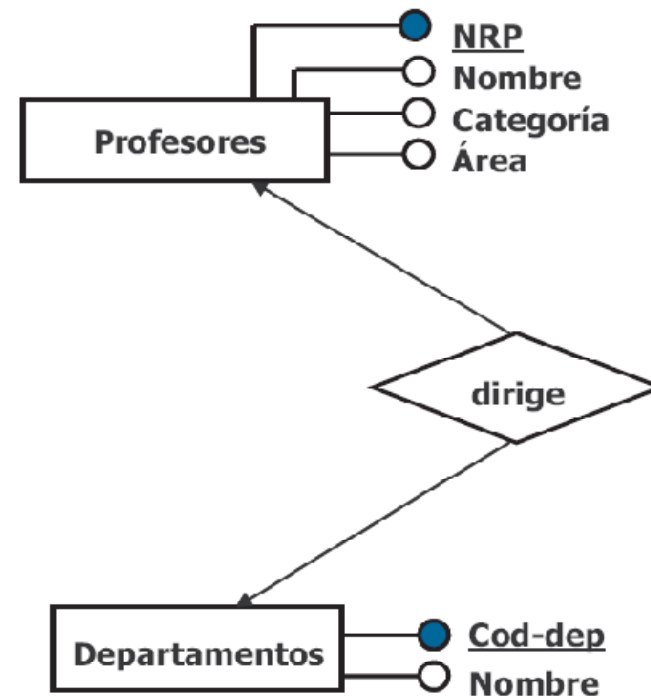 NRP
Nombre
Categoría
Área
Profesores
dirige
Departamentos
Cod-dep
Nombre